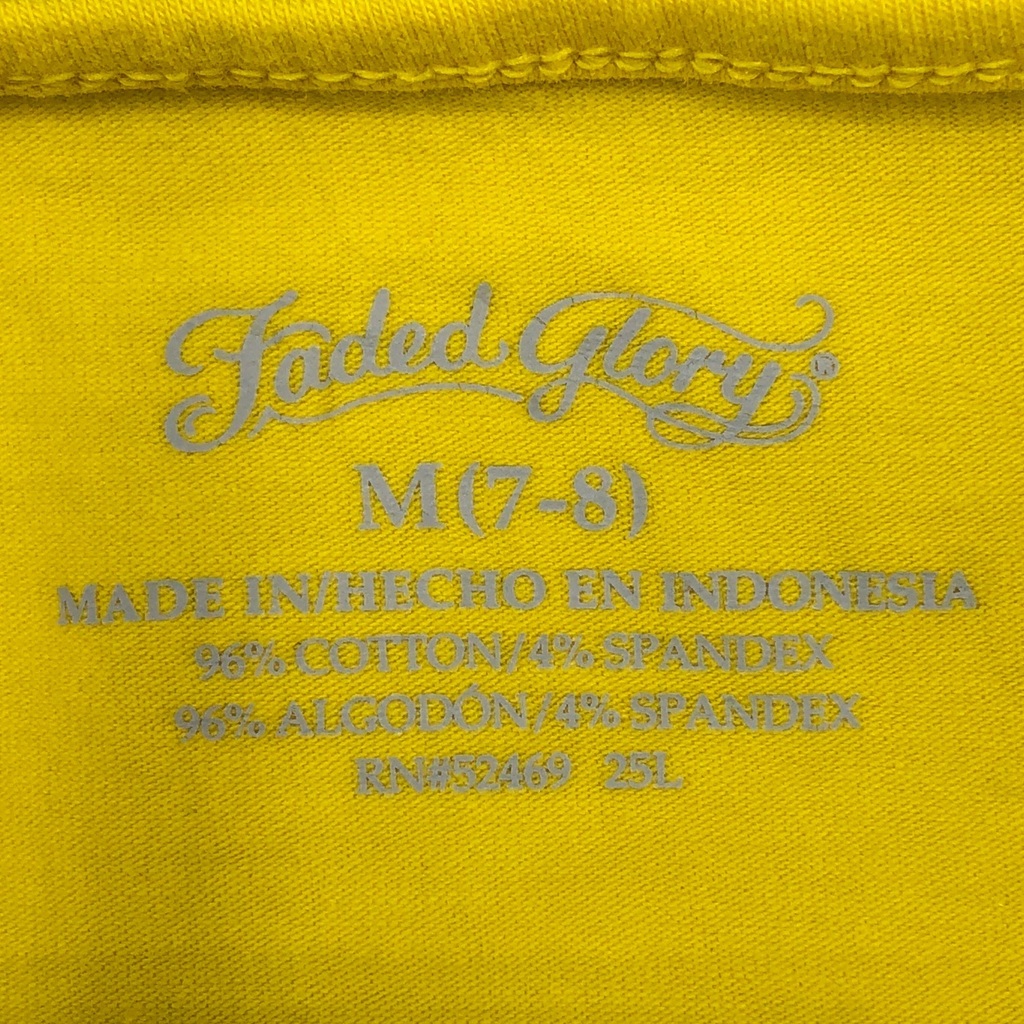 Faded Glory®
M (7-8)
MADE IN/HECHO EN INDONESIA
96% COTTON/4% SPANDEX
96% ALGODÓN/4% SPANDEX
RN#52469 25L